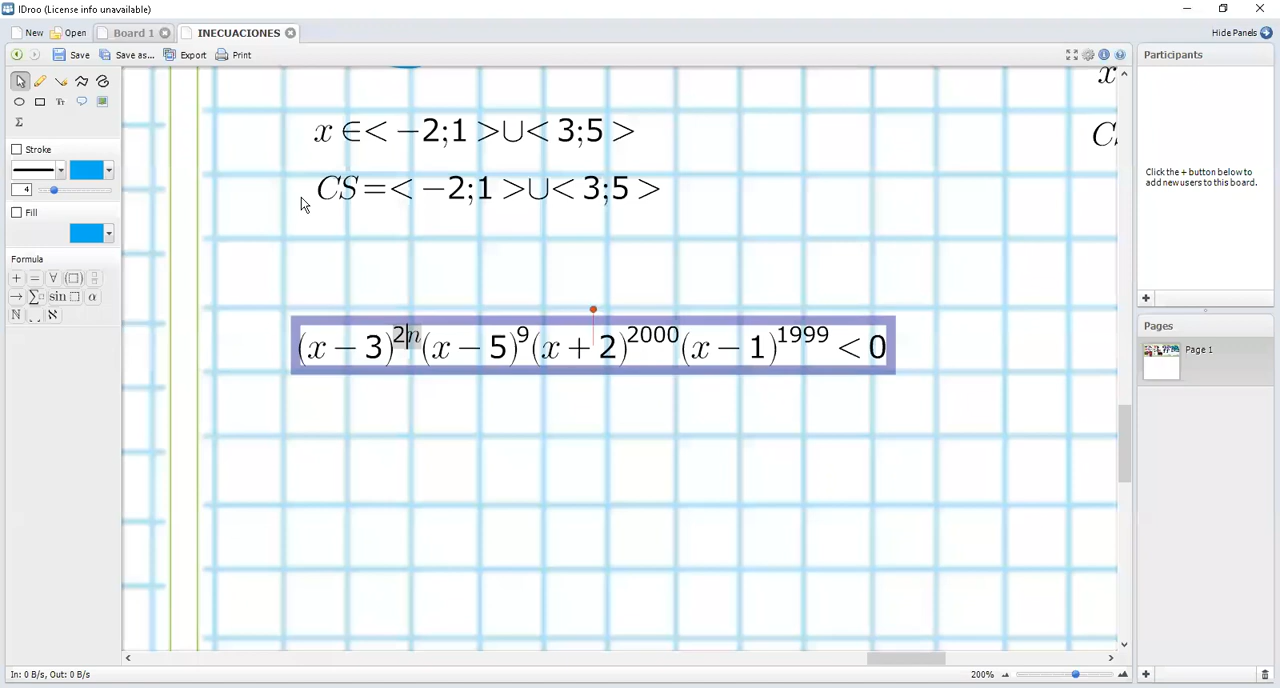 IDroo (License info unavailable)
New Open Board 1 INECUACIONES Hide Panels
Save Save as... Export Print
Participants
Click the + button below to
add new users to this board.
Pages
Page 1
Tr
Σ
Stroke
4
Fill
Formula
+ = ∀ (□)
→ Σ□ sin □ α
ℕ ℵ
x ∈< −2;1 >∪< 3;5 >
CS =< −2;1 >∪< 3;5 >
x
CS
(x − 3)^2n (x − 5)^9 (x + 2)^2000 (x − 1)^1999 < 0
In: 0 B/s, Out: 0 B/s
200%